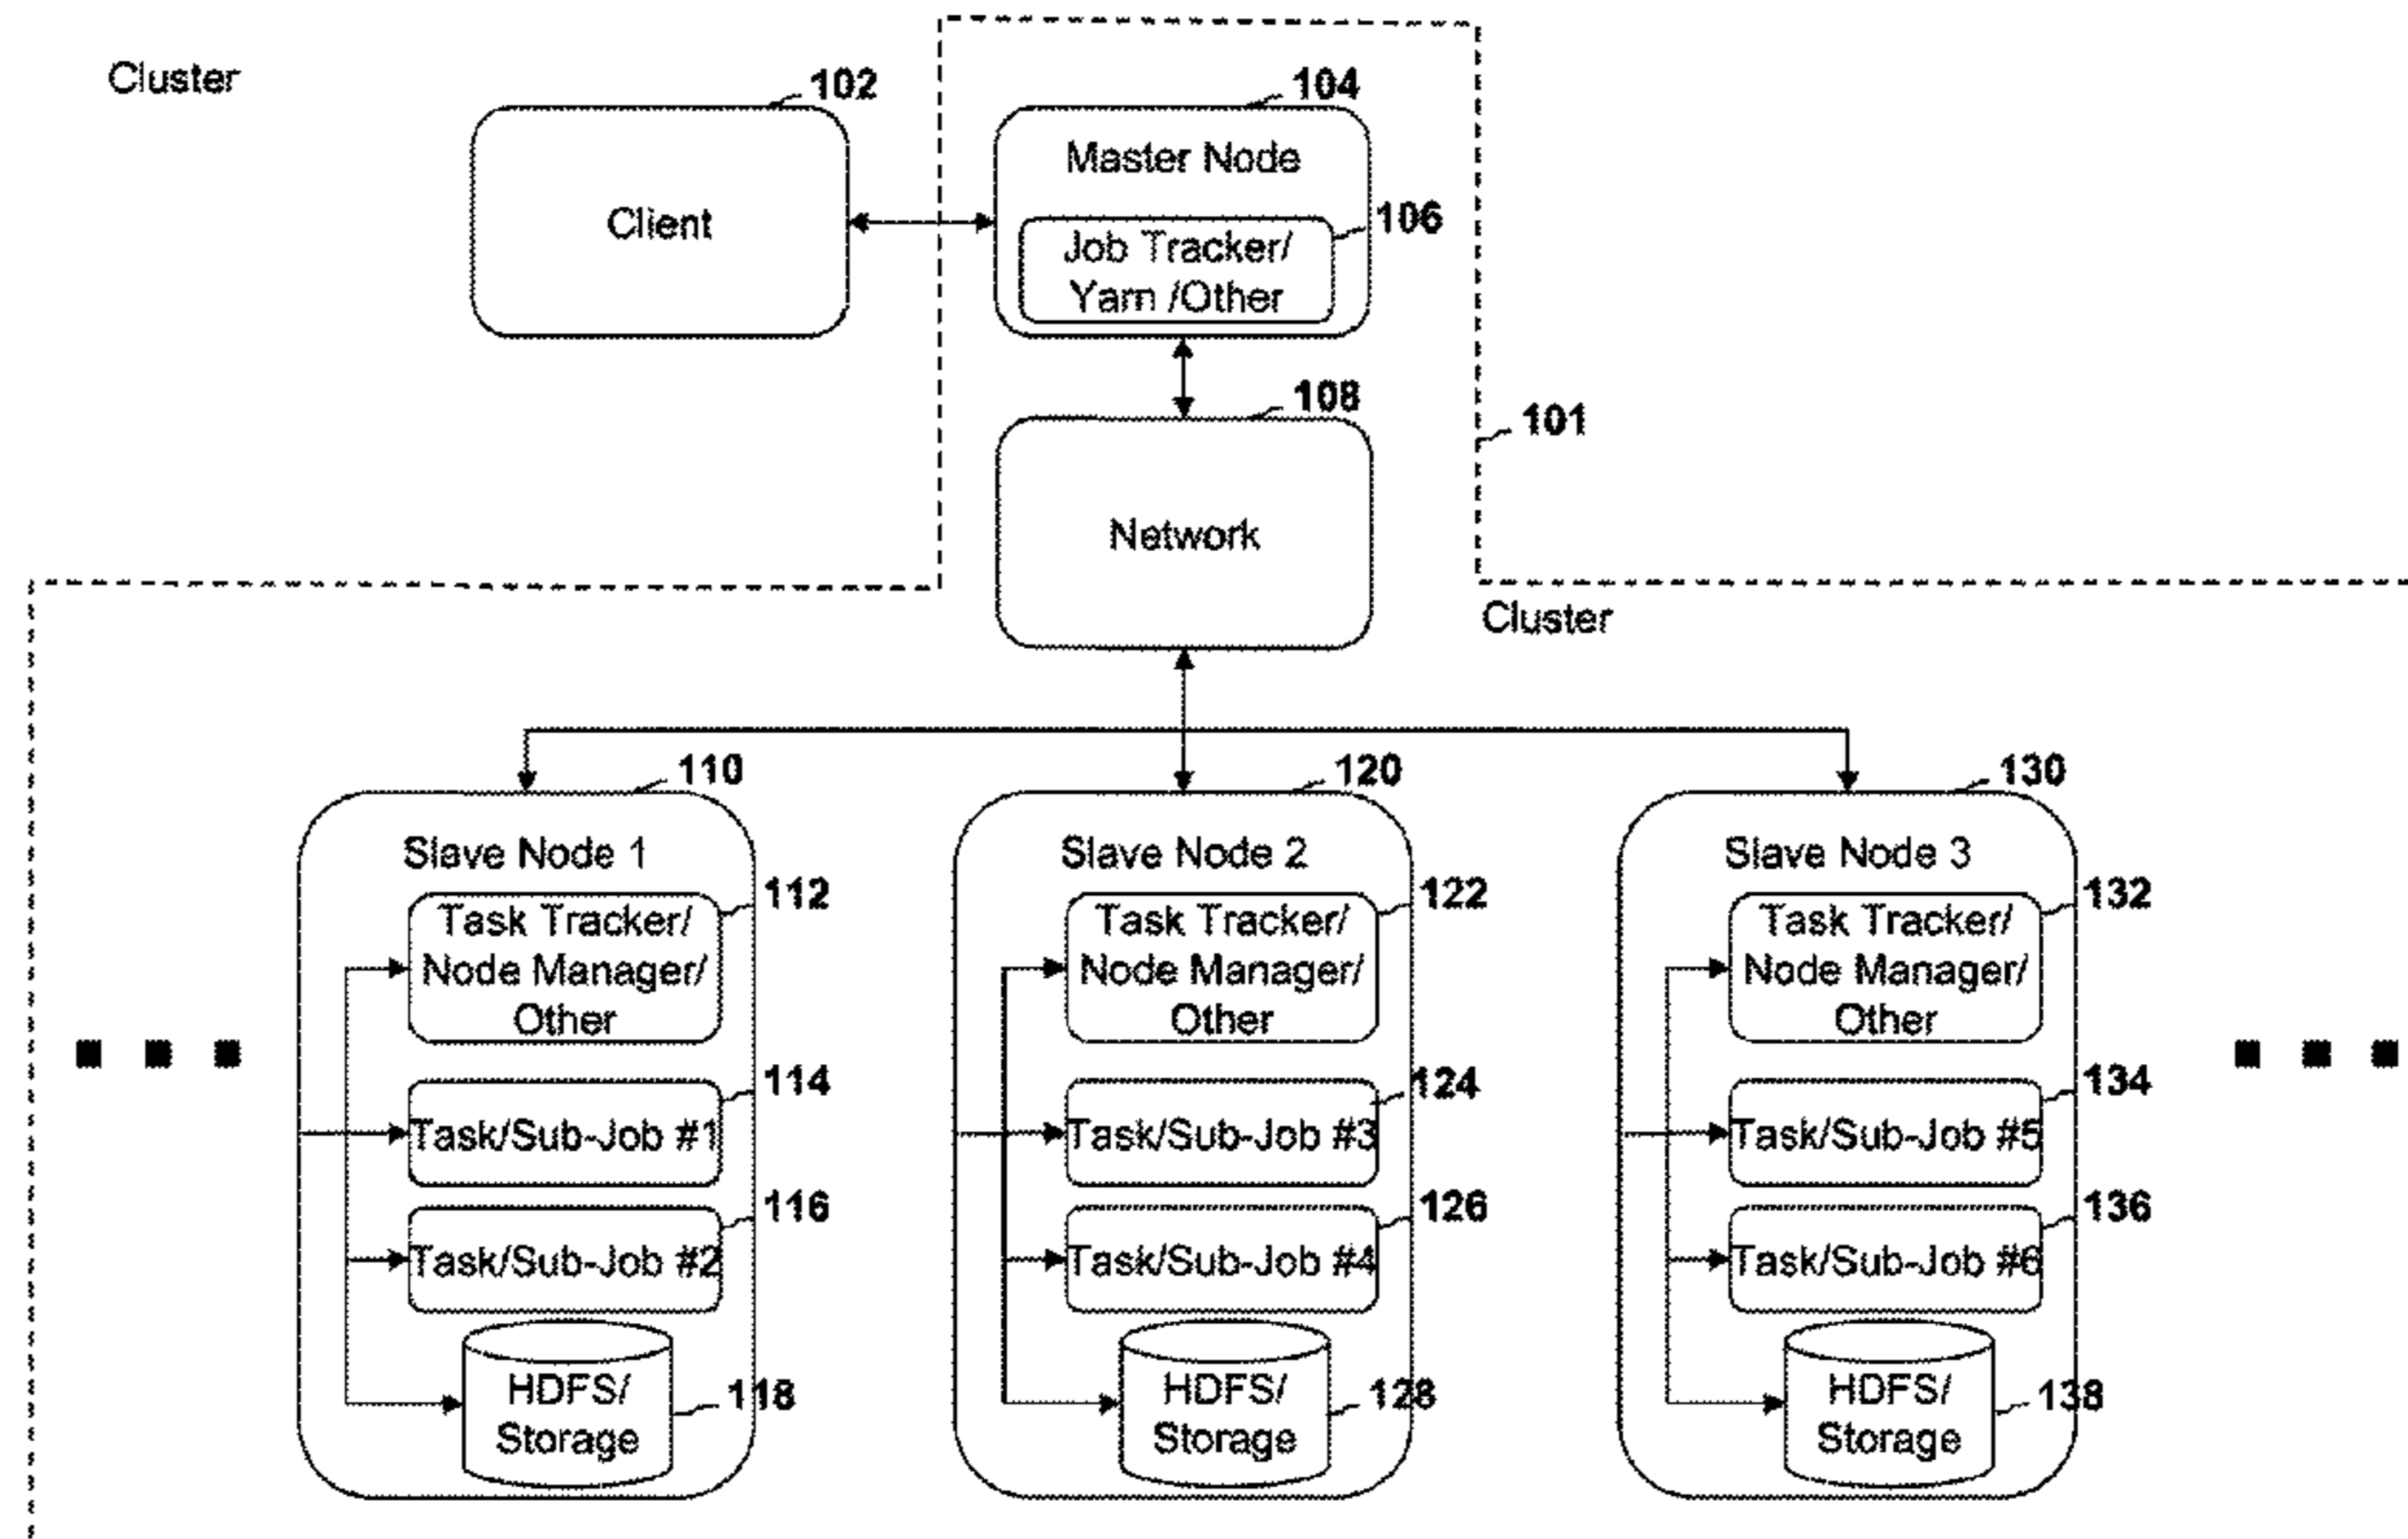 Cluster
102
104
Client
Master Node
106
Job Tracker/
Yarn /Other
108
101
Network
Cluster
110
120
130
Slave Node 1
112
Task Tracker/
Node Manager/
Other
114
Task/Sub-Job #1
116
Task/Sub-Job #2
HDFS/
Storage
118
Slave Node 2
122
Task Tracker/
Node Manager/
Other
124
Task/Sub-Job #3
126
Task/Sub-Job #4
HDFS/
Storage
128
Slave Node 3
132
Task Tracker/
Node Manager/
Other
134
Task/Sub-Job #5
136
Task/Sub-Job #6
HDFS/
Storage
138